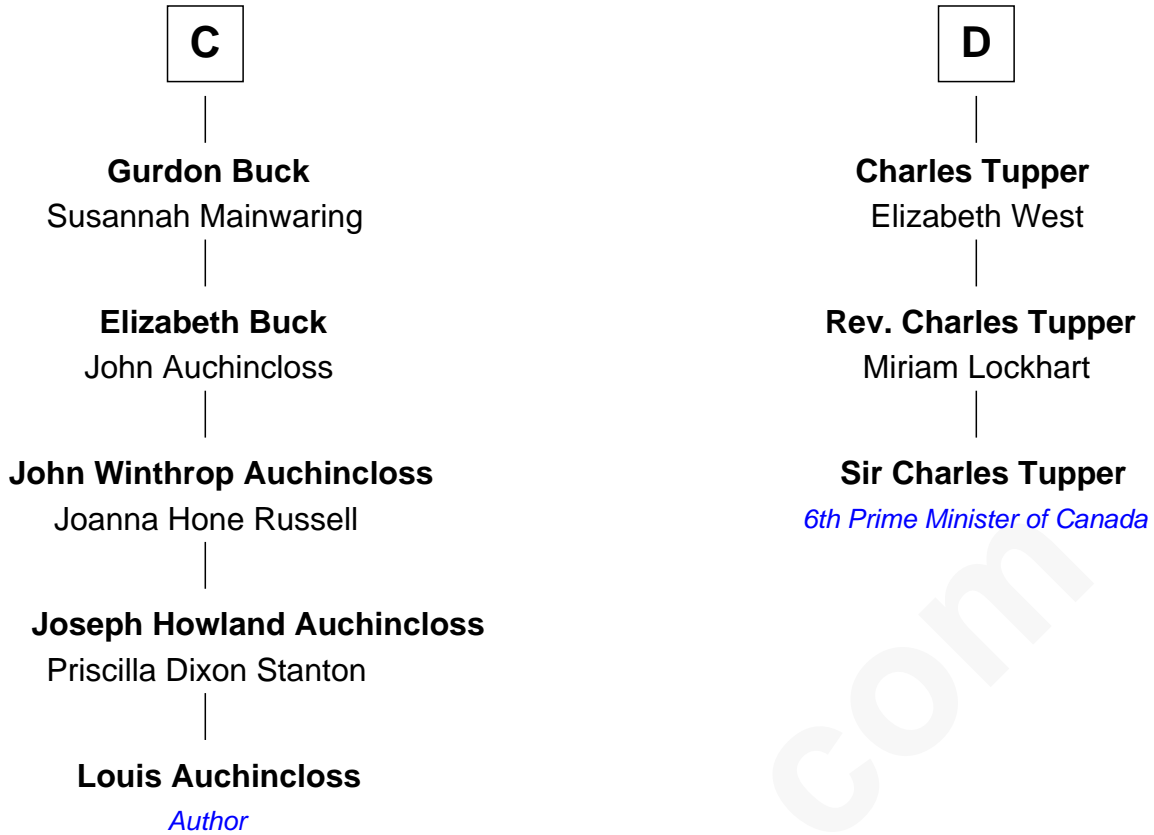 C
Gurdon Buck
Susannah Mainwaring
Elizabeth Buck
John Auchincloss
John Winthrop Auchincloss
Joanna Hone Russell
Joseph Howland Auchincloss
Priscilla Dixon Stanton
Louis Auchincloss
Author
D
Charles Tupper
Elizabeth West
Rev. Charles Tupper
Miriam Lockhart
Sir Charles Tupper
6th Prime Minister of Canada
com